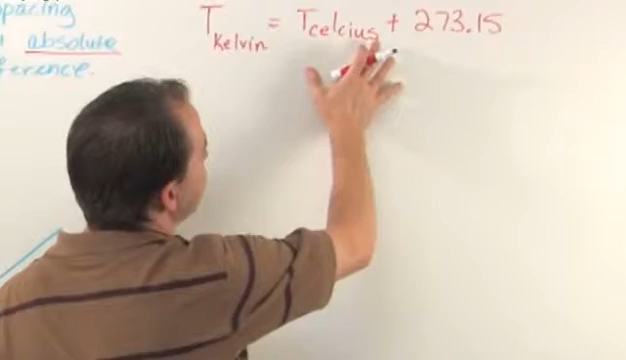 spacing
absolute
ference.
T Kelvin = T celcius + 273.15